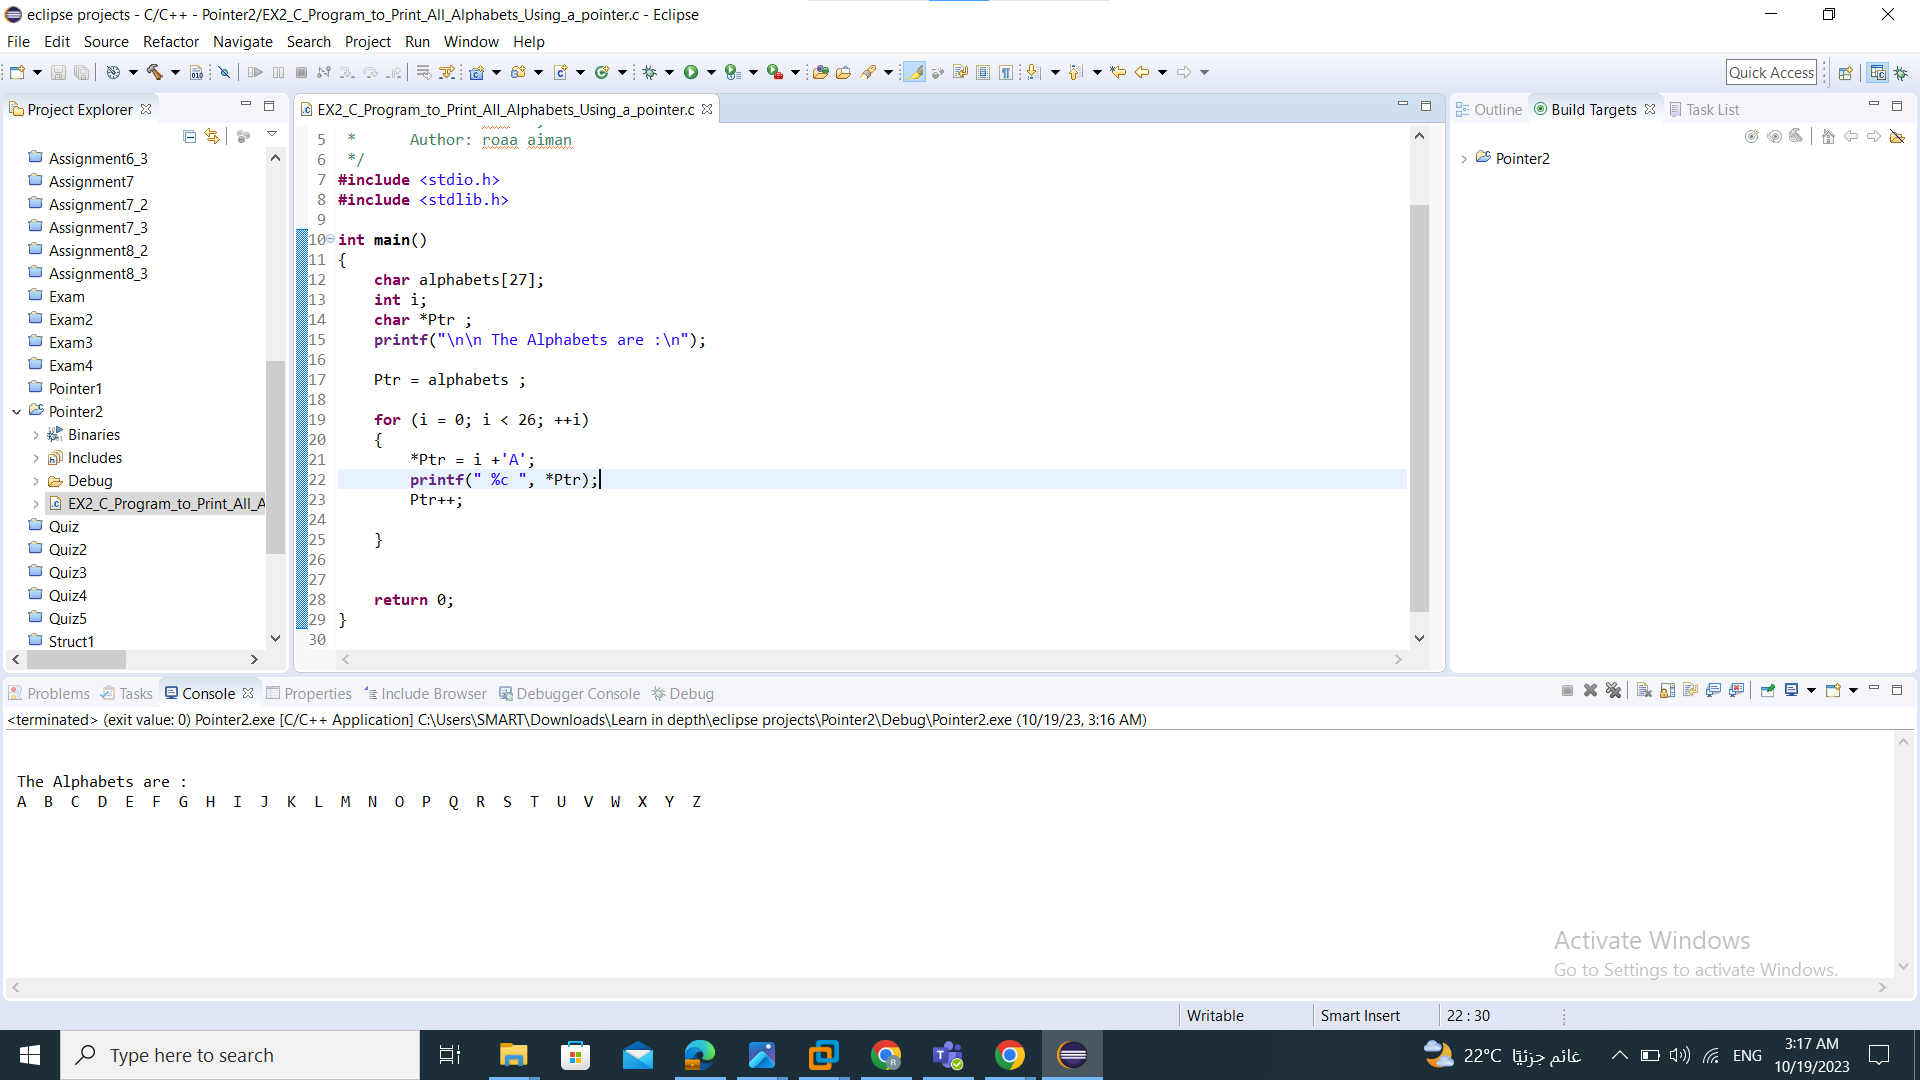 eclipse projects - C/C++ - Pointer2/EX2_C_Program_to_Print_All_Alphabets_Using_a_pointer.c - Eclipse
File Edit Source Refactor Navigate Search Project Run Window Help
Quick Access
Project Explorer
Assignment6_3
Assignment7
Assignment7_2
Assignment7_3
Assignment8_2
Assignment8_3
Exam
Exam2
Exam3
Exam4
Pointer1
Pointer2
Binaries
Includes
Debug
EX2_C_Program_to_Print_All_A
Quiz
Quiz2
Quiz3
Quiz4
Quiz5
Struct1
EX2_C_Program_to_Print_All_Alphabets_Using_a_pointer.c
5 * Author: roaa aiman
6 */
7 #include <stdio.h>
8 #include <stdlib.h>
9
10 int main()
11 {
12 char alphabets[27];
13 int i;
14 char *Ptr ;
15 printf("\n\n The Alphabets are :\n");
16
17 Ptr = alphabets ;
18
19 for (i = 0; i < 26; ++i)
20 {
21 *Ptr = i +'A';
22 printf(" %c ", *Ptr);
23 Ptr++;
24
25 }
26
27
28 return 0;
29 }
30
Outline Build Targets Task List
Pointer2
Problems Tasks Console Properties Include Browser Debugger Console Debug
<terminated> (exit value: 0) Pointer2.exe [C/C++ Application] C:\Users\SMART\Downloads\Learn in depth\eclipse projects\Pointer2\Debug\Pointer2.exe (10/19/23, 3:16 AM)
The Alphabets are :
A B C D E F G H I J K L M N O P Q R S T U V W X Y Z
Activate Windows
Go to Settings to activate Windows.
Writable Smart Insert 22 : 30
Type here to search
22°C غائم جزئيًا
ENG
3:17 AM
10/19/2023